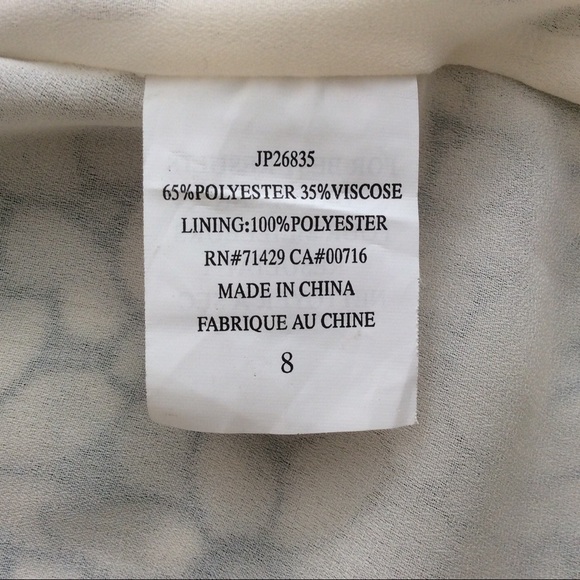 JP26835
65%POLYESTER 35%VISCOSE
LINING:100%POLYESTER
RN#71429 CA#00716
MADE IN CHINA
FABRIQUE AU CHINE
8